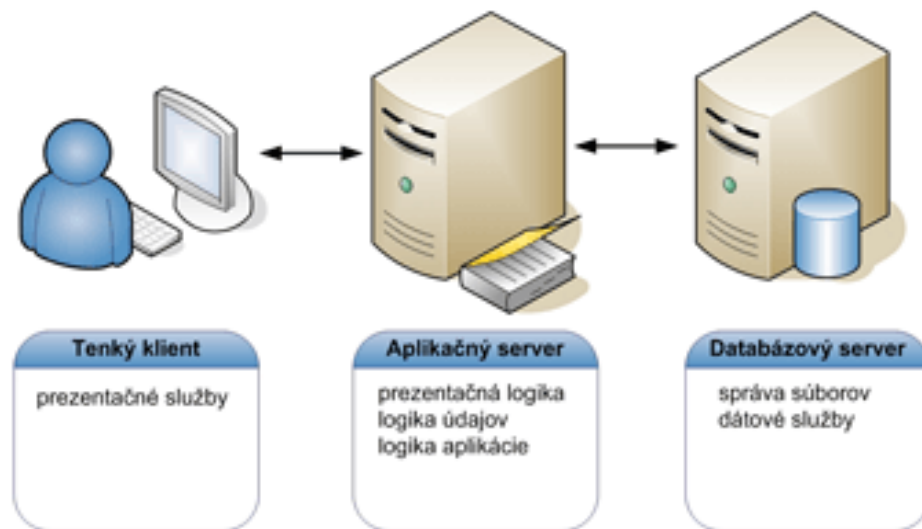 Tenký klient
prezentačné služby
Aplikačný server
prezentačná logika
logika údajov
logika aplikácie
Databázový server
správa súborov
dátové služby